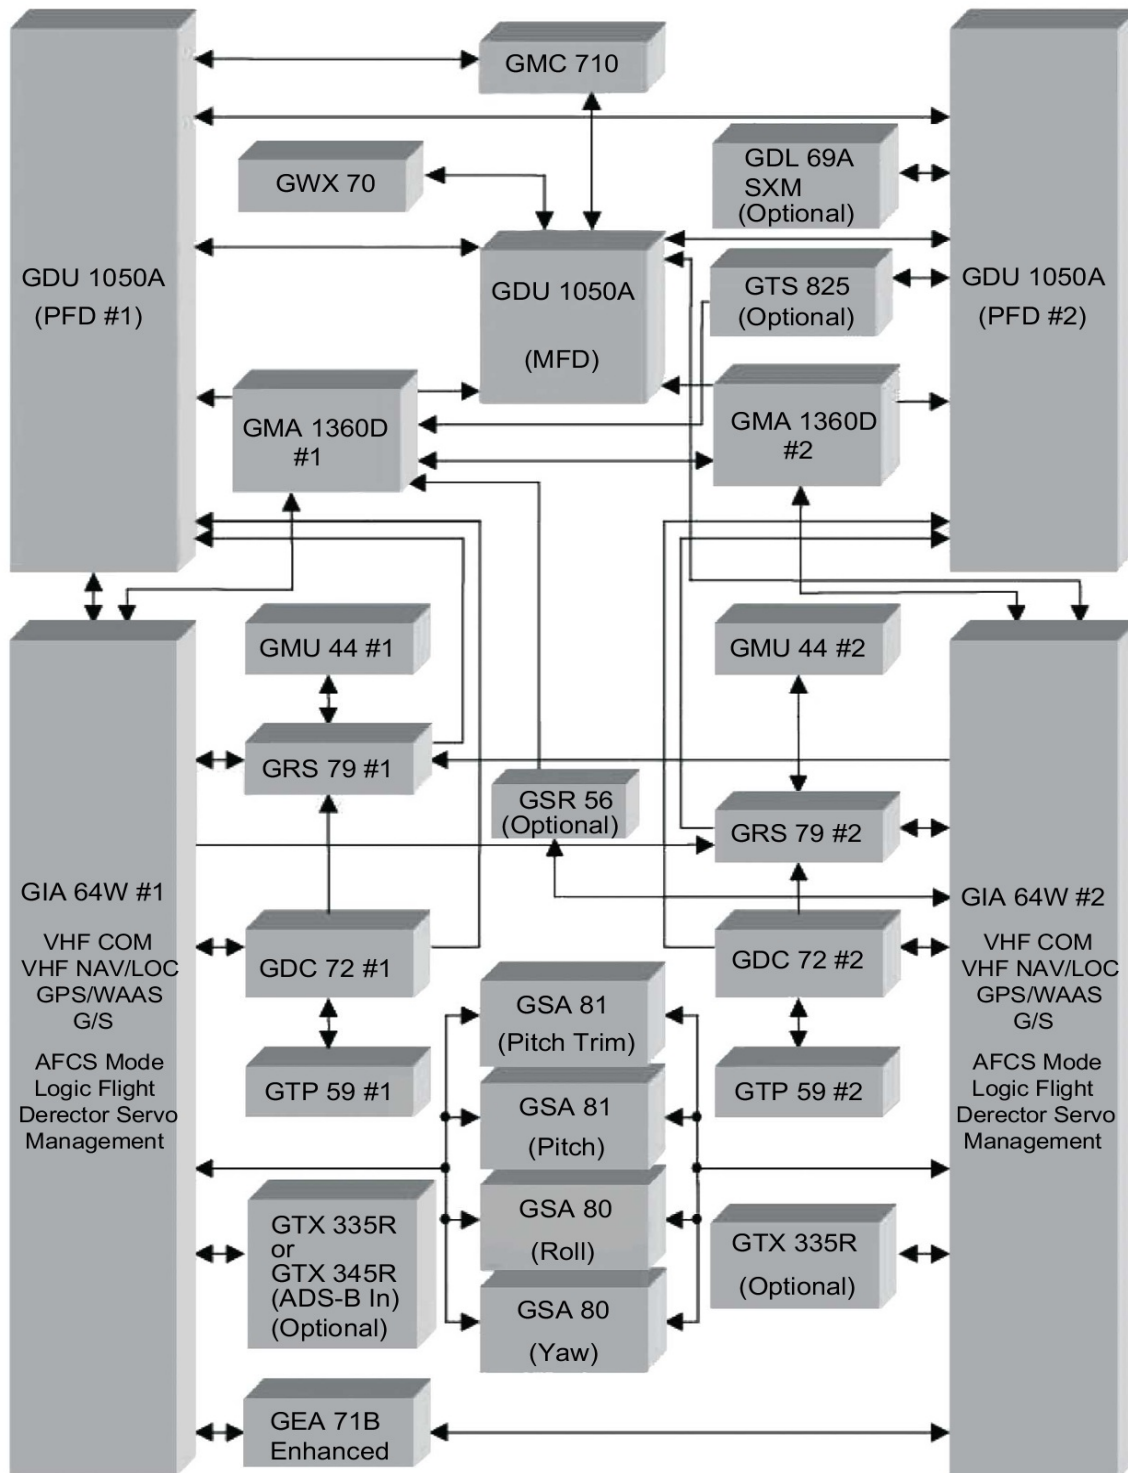 GMC 710
GWX 70
GDL 69A
SXM
(Optional)
GDU 1050A
(PFD #1)
GDU 1050A
(MFD)
GTS 825
(Optional)
GDU 1050A
(PFD #2)
GMA 1360D
#1
GMA 1360D
#2
GMU 44 #1
GMU 44 #2
GRS 79 #1
GSR 56
(Optional)
GRS 79 #2
GIA 64W #1
VHF COM
VHF NAV/LOC
GPS/WAAS
G/S
AFCS Mode
Logic Flight
Derector Servo
Management
GDC 72 #1
GTP 59 #1
GSA 81
(Pitch Trim)
GSA 81
(Pitch)
GSA 80
(Roll)
GSA 80
(Yaw)
GDC 72 #2
GTP 59 #2
GIA 64W #2
VHF COM
VHF NAV/LOC
GPS/WAAS
G/S
AFCS Mode
Logic Flight
Derector Servo
Management
GTX 335R
or
GTX 345R
(ADS-B In)
(Optional)
GTX 335R
(Optional)
GEA 71B
Enhanced